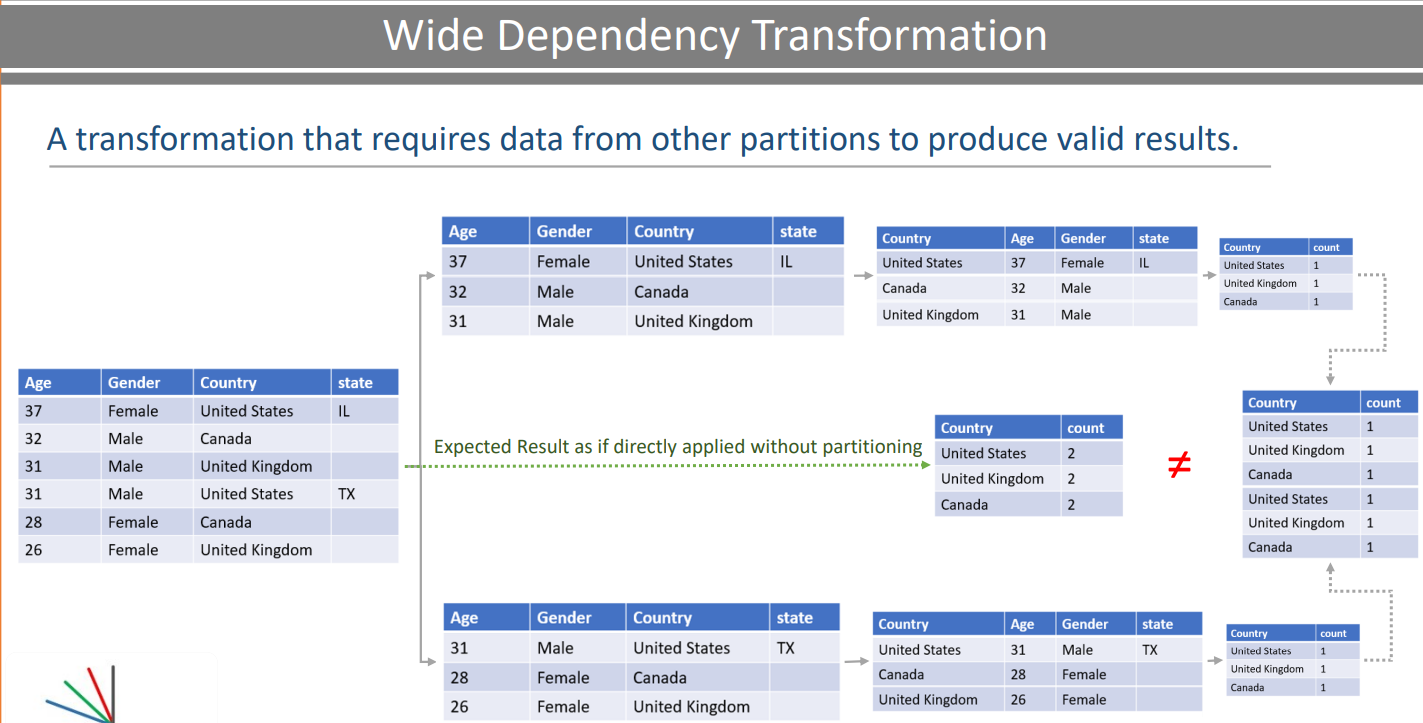 Wide Dependency Transformation
A transformation that requires data from other partitions to produce valid results.
Age Gender Country state
37 Female United States IL
32 Male Canada
31 Male United Kingdom
Country Age Gender state
United States 37 Female IL
Canada 32 Male
United Kingdom 31 Male
Country count
United States 1
United Kingdom 1
Canada 1
Age Gender Country state
37 Female United States IL
32 Male Canada
31 Male United Kingdom
31 Male United States TX
28 Female Canada
26 Female United Kingdom
Expected Result as if directly applied without partitioning
Country count
United States 2
United Kingdom 2
Canada 2
≠
Country count
United States 1
United Kingdom 1
Canada 1
United States 1
United Kingdom 1
Canada 1
Age Gender Country state
31 Male United States TX
28 Female Canada
26 Female United Kingdom
Country Age Gender state
United States 31 Male TX
Canada 28 Female
United Kingdom 26 Female
Country count
United States 1
United Kingdom 1
Canada 1